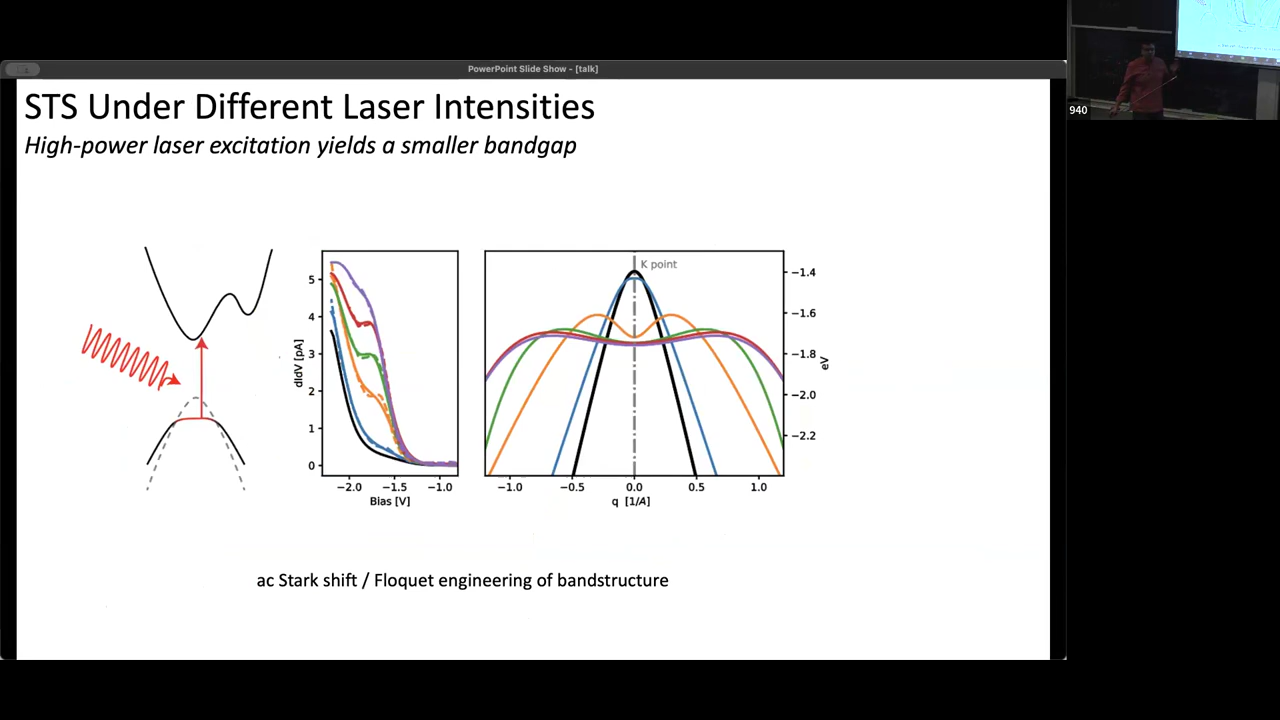 PowerPoint Slide Show - [talk]
STS Under Different Laser Intensities
High-power laser excitation yields a smaller bandgap
940
5
4
3
2
1
0
dIdV [pA]
−2.0 −1.5 −1.0
Bias [V]
K point
−1.4
−1.6
−1.8
−2.0
−2.2
eV
−1.0 −0.5 0.0 0.5 1.0
q [1/A]
ac Stark shift / Floquet engineering of bandstructure